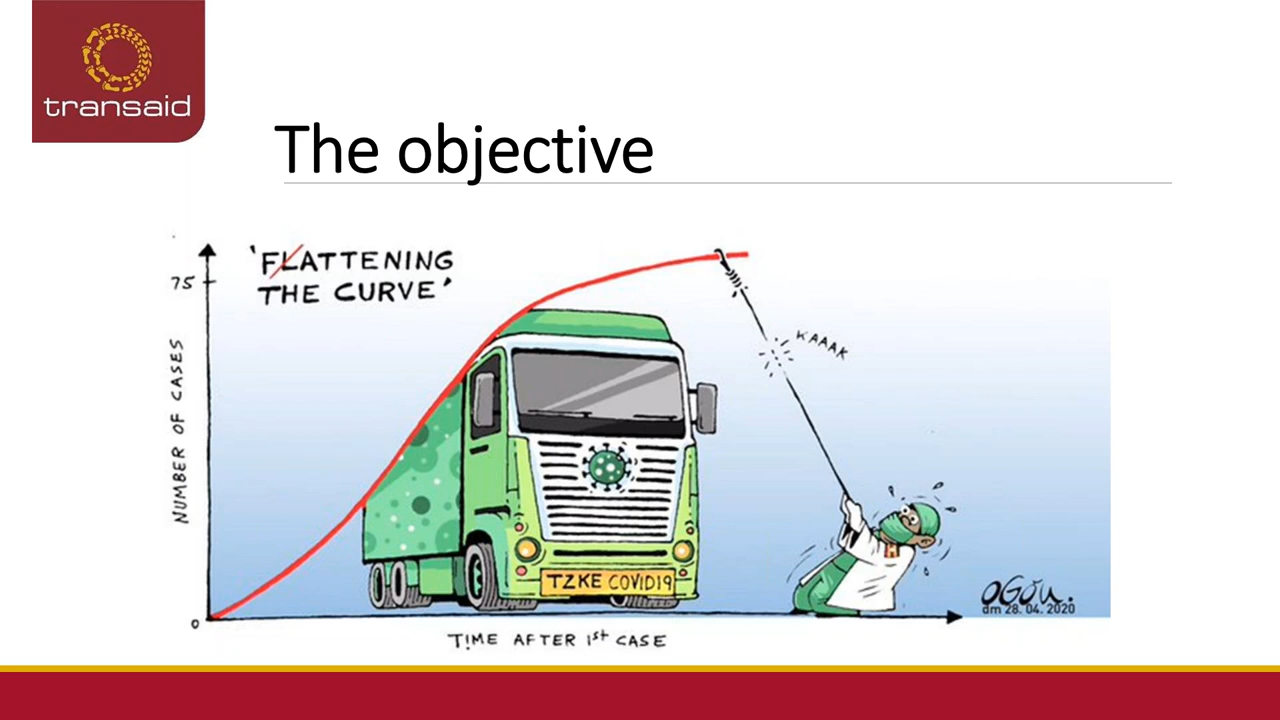 transaid
The objective
'FLATTENING
THE CURVE'
75
NUMBER OF CASES
KAAAK
TZKE COVID19
OGÓLA.
dm 28. 04. 2020
0
TIME AFTER 1st CASE